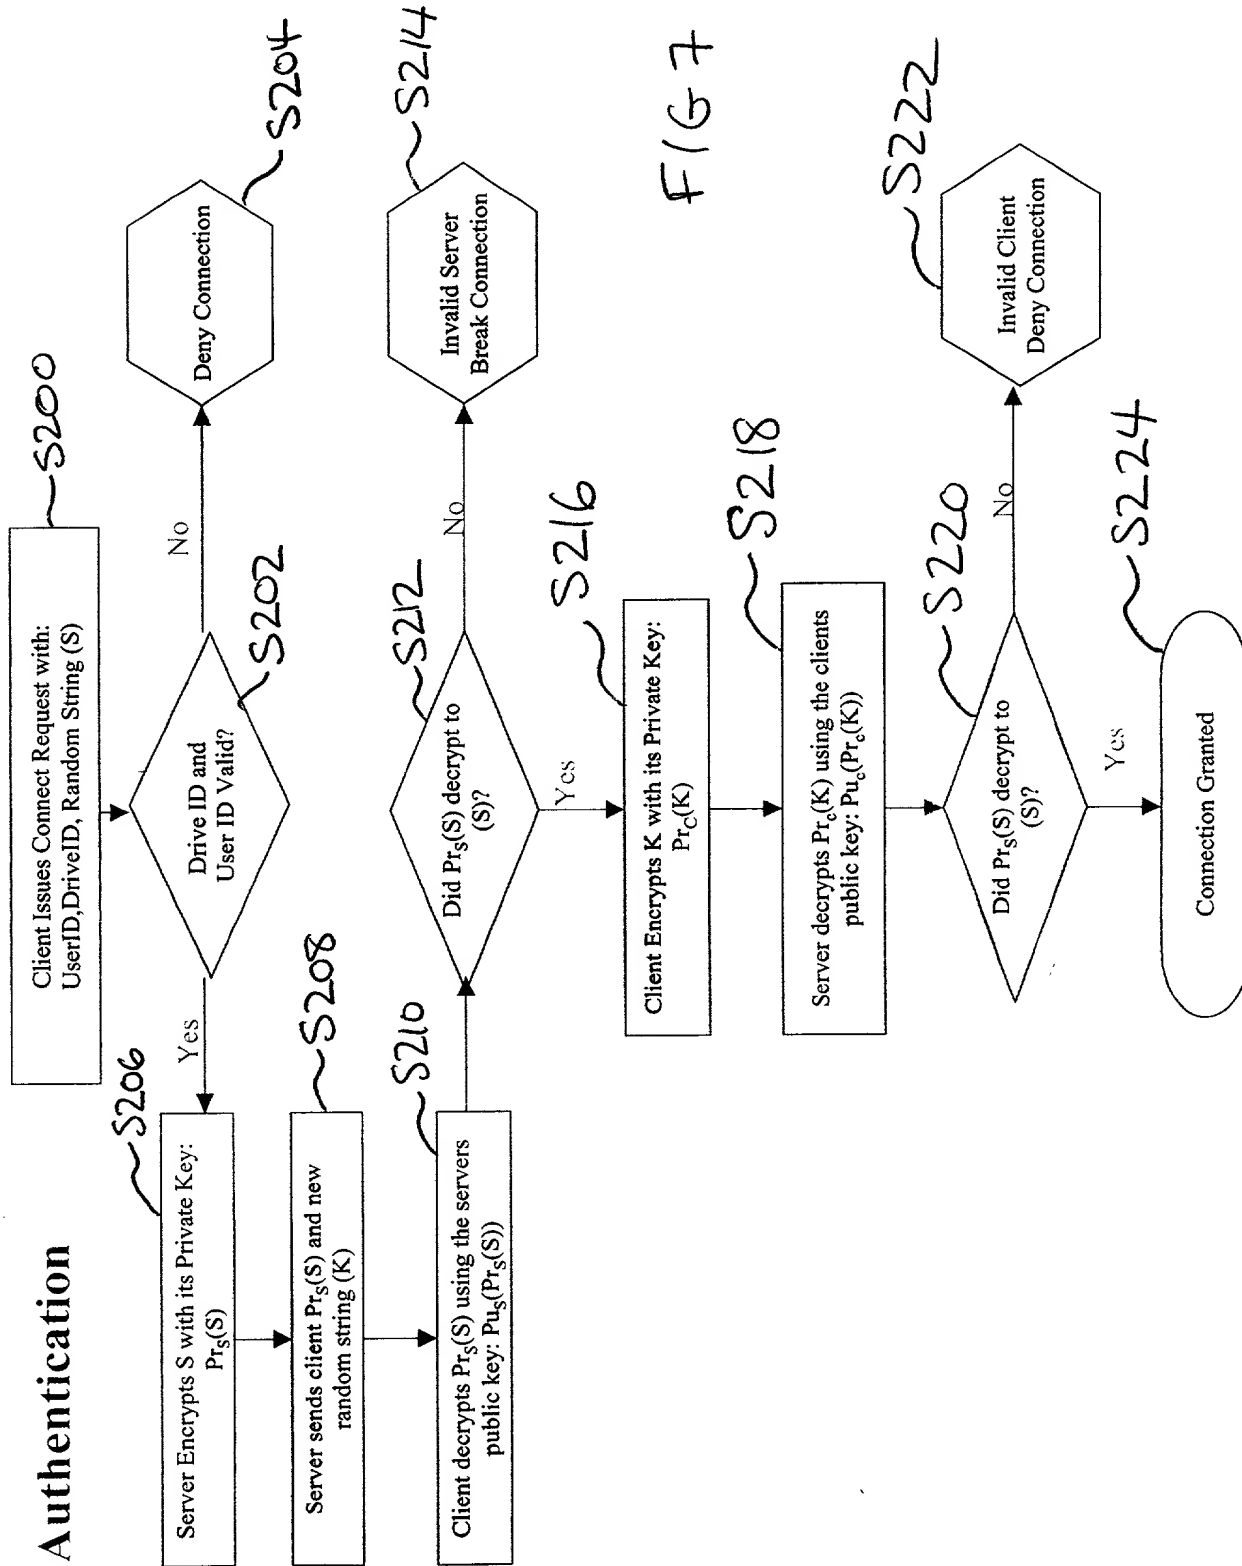 Authentication
Client Issues Connect Request with:
UserID,DriveID, Random String (S)
S200
Drive ID and
User ID Valid?
S202
No
Deny Connection
S204
Yes
Server Encrypts S with its Private Key:
Prs(S)
S206
Server sends client Prs(S) and new
random string (K)
S208
Client decrypts Prs(S) using the servers
public key: Pus(Prs(S))
S210
Did Prs(S) decrypt to
(S)?
S212
No
Invalid Server
Break Connection
S214
Yes
Client Encrypts K with its Private Key:
PrC(K)
S216
Server decrypts Prc(K) using the clients
public key: Puc(Prc(K))
S218
Did Prs(S) decrypt to
(S)?
S220
No
Invalid Client
Deny Connection
S222
Yes
Connection Granted
S224
FIG 7